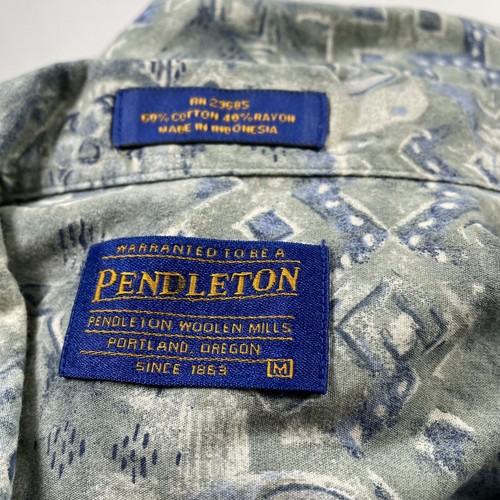 RN 29685
60% COTTON 40% RAYON
MADE IN INDONESIA
WARRANTED TO BE A
PENDLETON
PENDLETON WOOLEN MILLS
PORTLAND, OREGON
SINCE 1863 M